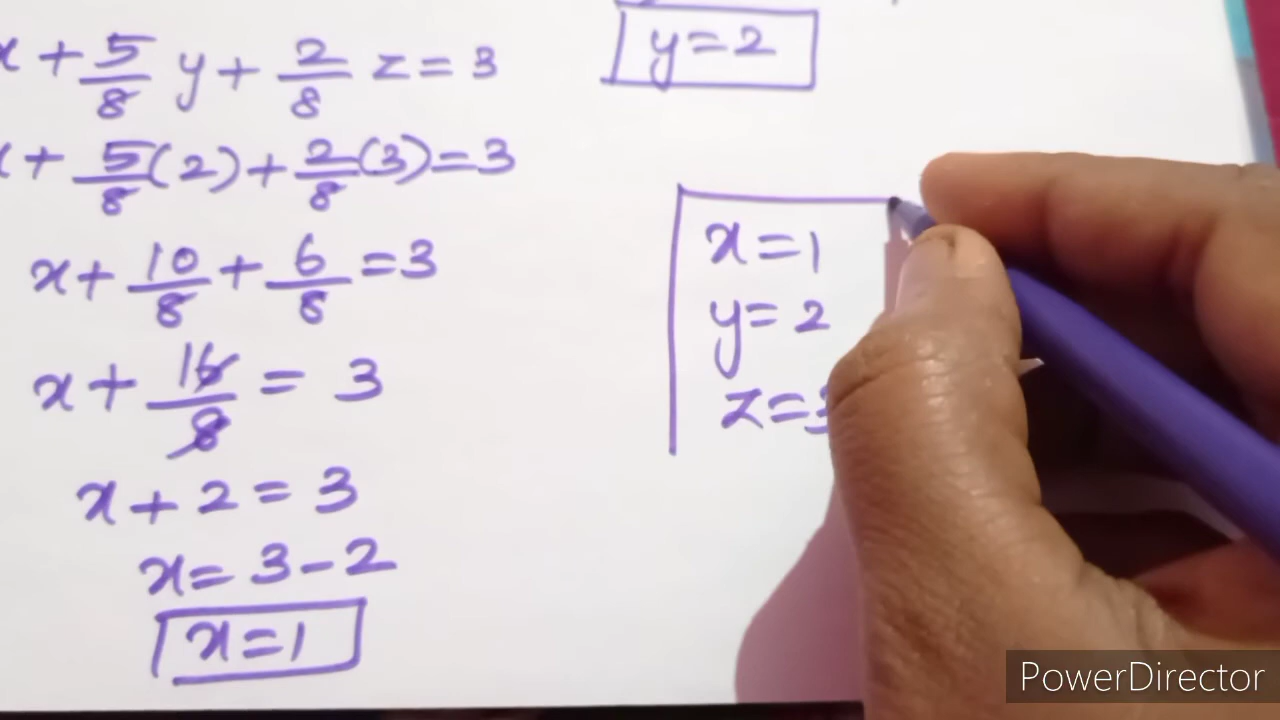 x + 5/8 y + 2/8 z = 3
x + 5/8 (2) + 2/8 (3) = 3
x + 10/8 + 6/8 = 3
x + 16/8 = 3
x + 2 = 3
x = 3 - 2
x = 1
y = 2
x = 1
y = 2
z = 3
PowerDirector